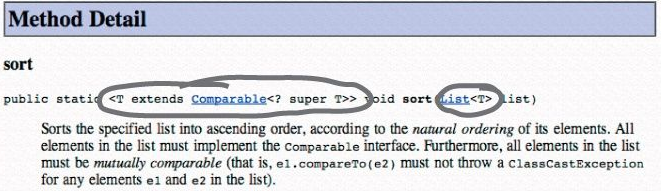 Method Detail
sort
public static <T extends Comparable<? super T>> void sort(List<T> list)
Sorts the specified list into ascending order, according to the natural ordering of its elements. All
elements in the list must implement the Comparable interface. Furthermore, all elements in the list
must be mutually comparable (that is, e1.compareTo(e2) must not throw a ClassCastException
for any elements e1 and e2 in the list).